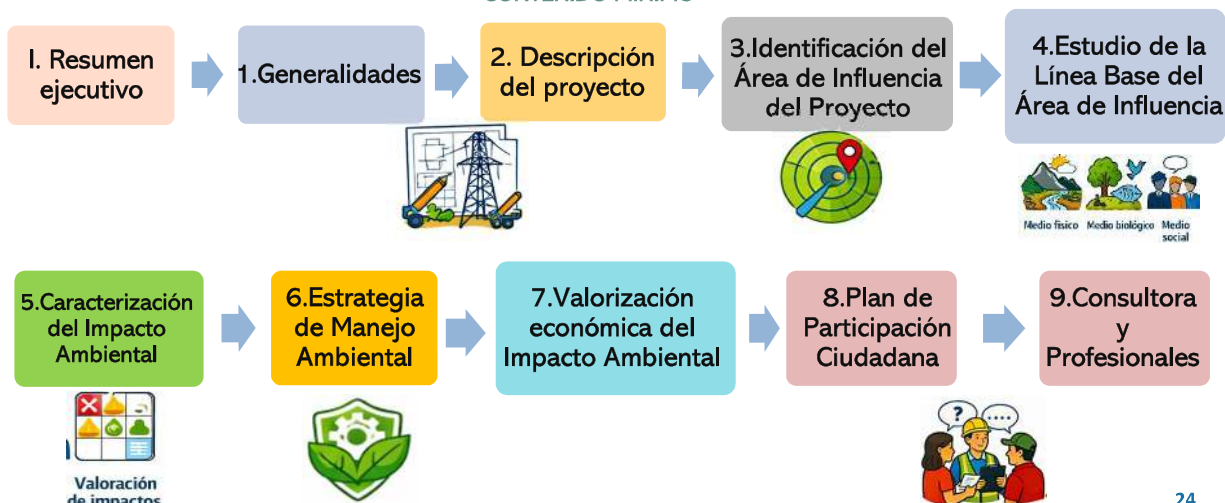 I. Resumen
ejecutivo
1.Generalidades
2. Descripción
del proyecto
3.Identificación del
Área de Influencia
del Proyecto
4.Estudio de la
Línea Base del
Área de Influencia
Medio físico
Medio biológico
Medio
social
5.Caracterización
del Impacto
Ambiental
6.Estrategia
de Manejo
Ambiental
7.Valorización
económica del
Impacto Ambiental
8.Plan de
Participación
Ciudadana
9.Consultora
y
Profesionales
Valoración
de impactos
?
....
24